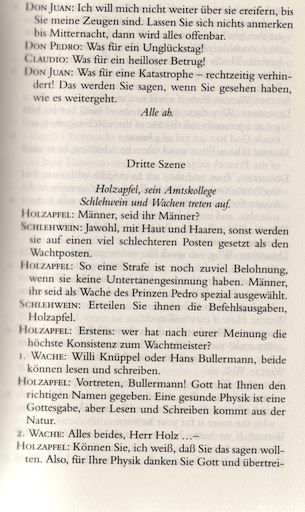 DON JUAN: Ich will mich nicht weiter über sie ereifern, bis
Sie meine Zeugen sind. Lassen Sie sich nichts anmerken
bis Mitternacht, dann wird alles offenbar.
DON PEDRO: Was für ein Unglückstag!
CLAUDIO: Was für ein heilloser Betrug!
DON JUAN: Was für eine Katastrophe – rechtzeitig verhin-
dert! Das werden Sie sagen, wenn Sie gesehen haben,
wie es weitergeht.
Alle ab.
Dritte Szene
Holzapfel, sein Amtskollege
Schlehwein und Wachen treten auf.
HOLZAPFEL: Männer, seid ihr Männer?
SCHLEHWEIN: Jawohl, mit Haut und Haaren, sonst werden
sie auf einen viel schlechteren Posten gesetzt als den
Wachtposten.
HOLZAPFEL: So eine Strafe ist noch zuviel Belohnung,
wenn sie keine Untertanengesinnung haben. Männer,
ihr seid als Wache des Prinzen Pedro spezial ausgewählt.
SCHLEHWEIN: Erteilen Sie ihnen die Befehlsausgaben,
Holzapfel.
HOLZAPFEL: Erstens: wer hat nach eurer Meinung die
höchste Konsistenz zum Wachtmeister?
1. WACHE: Willi Knüppel oder Hans Bullermann, beide
können lesen und schreiben.
HOLZAPFEL: Vortreten, Bullermann! Gott hat Ihnen den
richtigen Namen gegeben. Eine gesunde Physik ist eine
Gottesgabe, aber Lesen und Schreiben kommt aus der
Natur.
2. WACHE: Alles beides, Herr Holz ...–
HOLZAPFEL: Können Sie, ich weiß, daß Sie das sagen woll-
ten. Also, für Ihre Physik danken Sie Gott und übertrei-